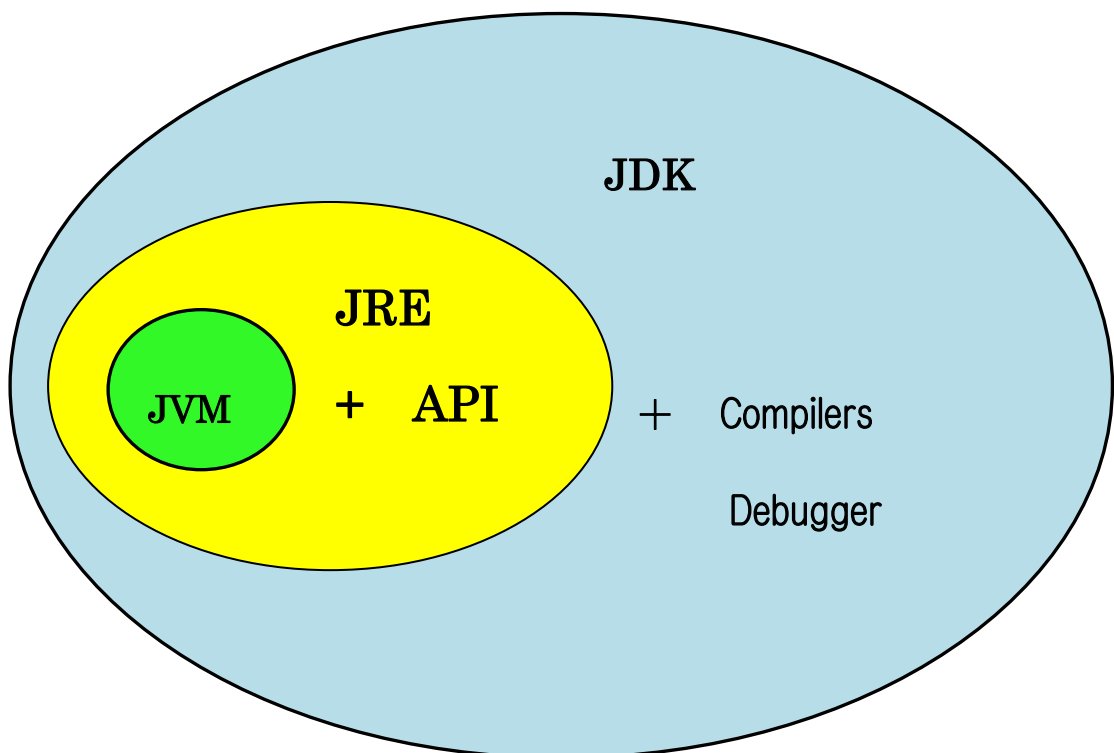 JDK
JRE
JVM + API
+ Compilers
Debugger